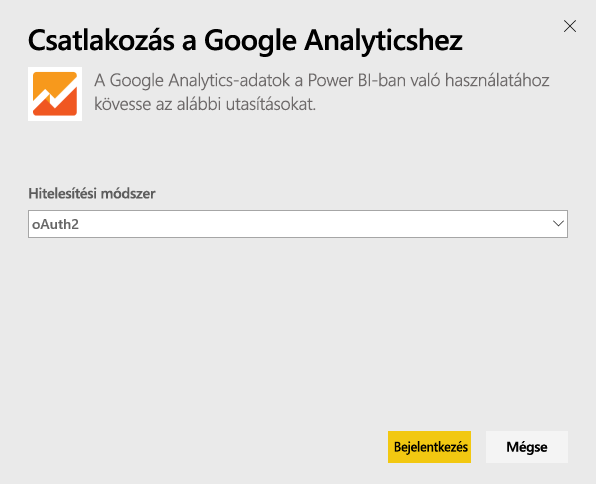 Csatlakozás a Google Analyticshez
A Google Analytics-adatok a Power BI-ban való használatához
kövesse az alábbi utasításokat.
Hitelesítési módszer
oAuth2
Bejelentkezés
Mégse